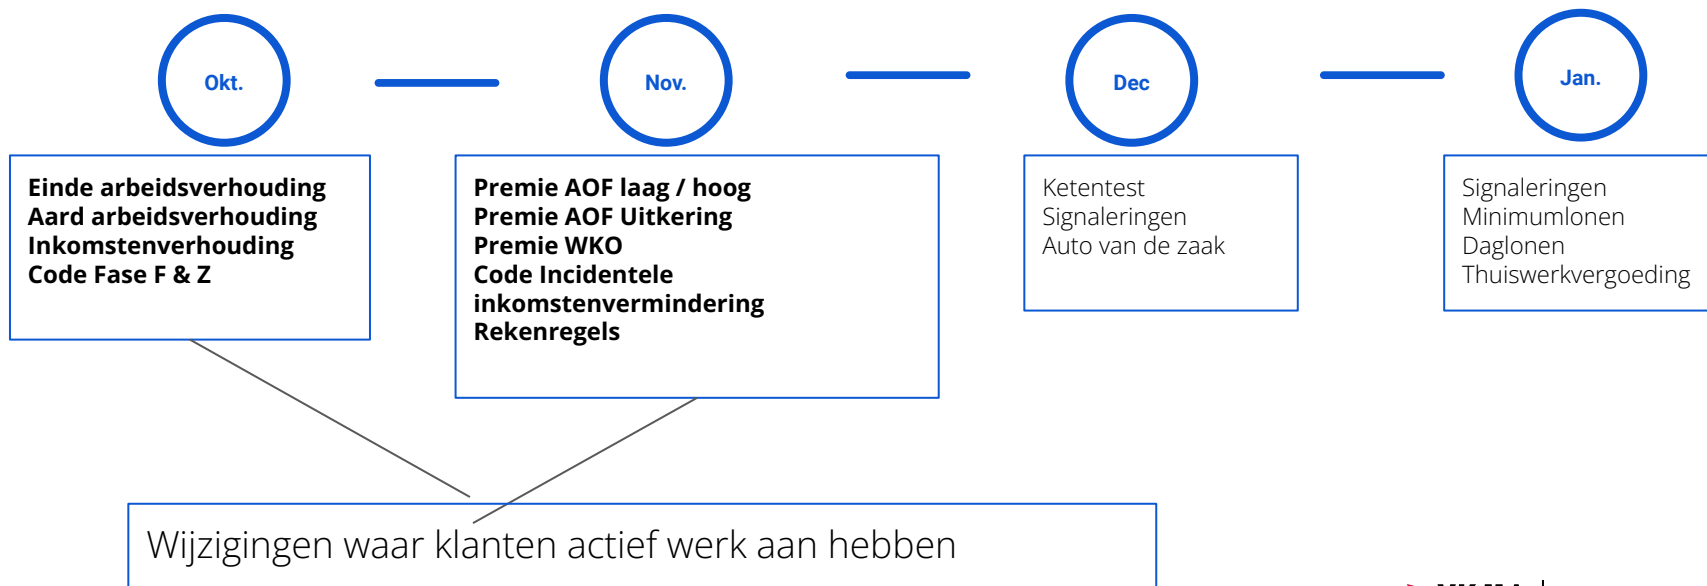 Okt.
Nov.
Dec
Jan.
Einde arbeidsverhouding
Aard arbeidsverhouding
Inkomstenverhouding
Code Fase F & Z
Premie AOF laag / hoog
Premie AOF Uitkering
Premie WKO
Code Incidentele
inkomstenvermindering
Rekenregels
Ketentest
Signaleringen
Auto van de zaak
Signaleringen
Minimumlonen
Daglonen
Thuiswerkvergoeding
Wijzigingen waar klanten actief werk aan hebben